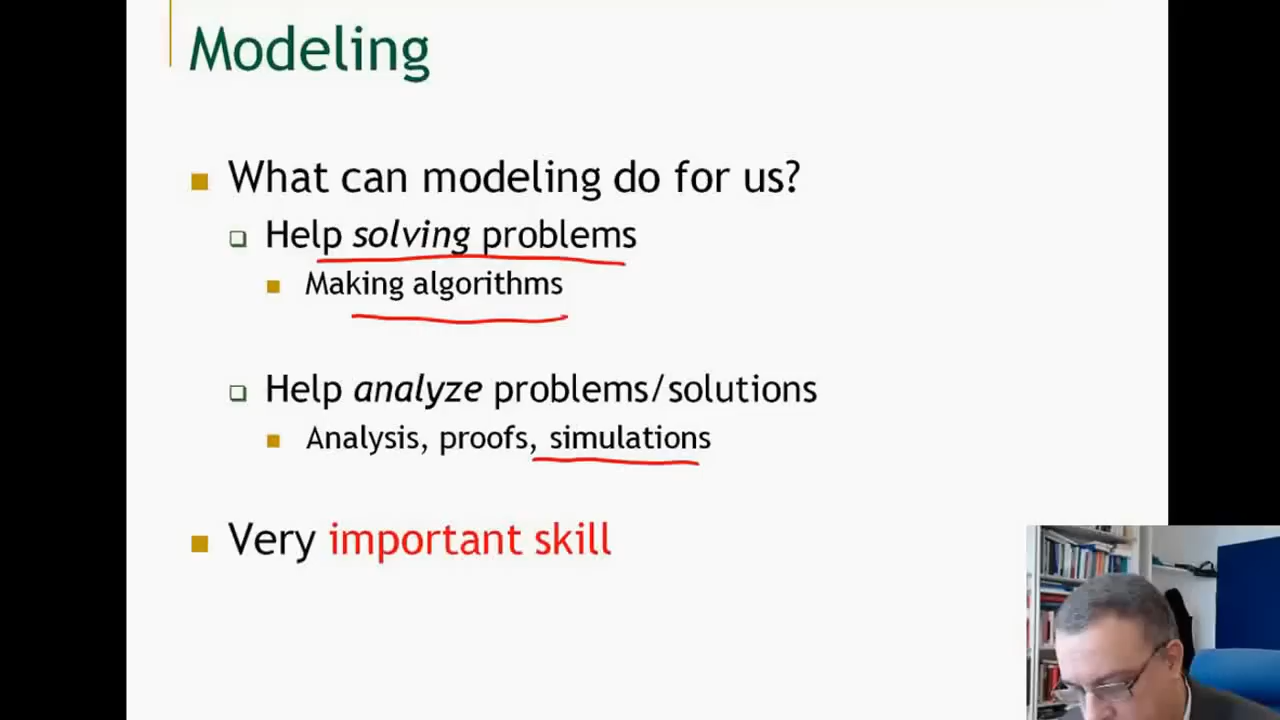 Modeling
What can modeling do for us?
Help solving problems
Making algorithms
Help analyze problems/solutions
Analysis, proofs, simulations
Very important skill